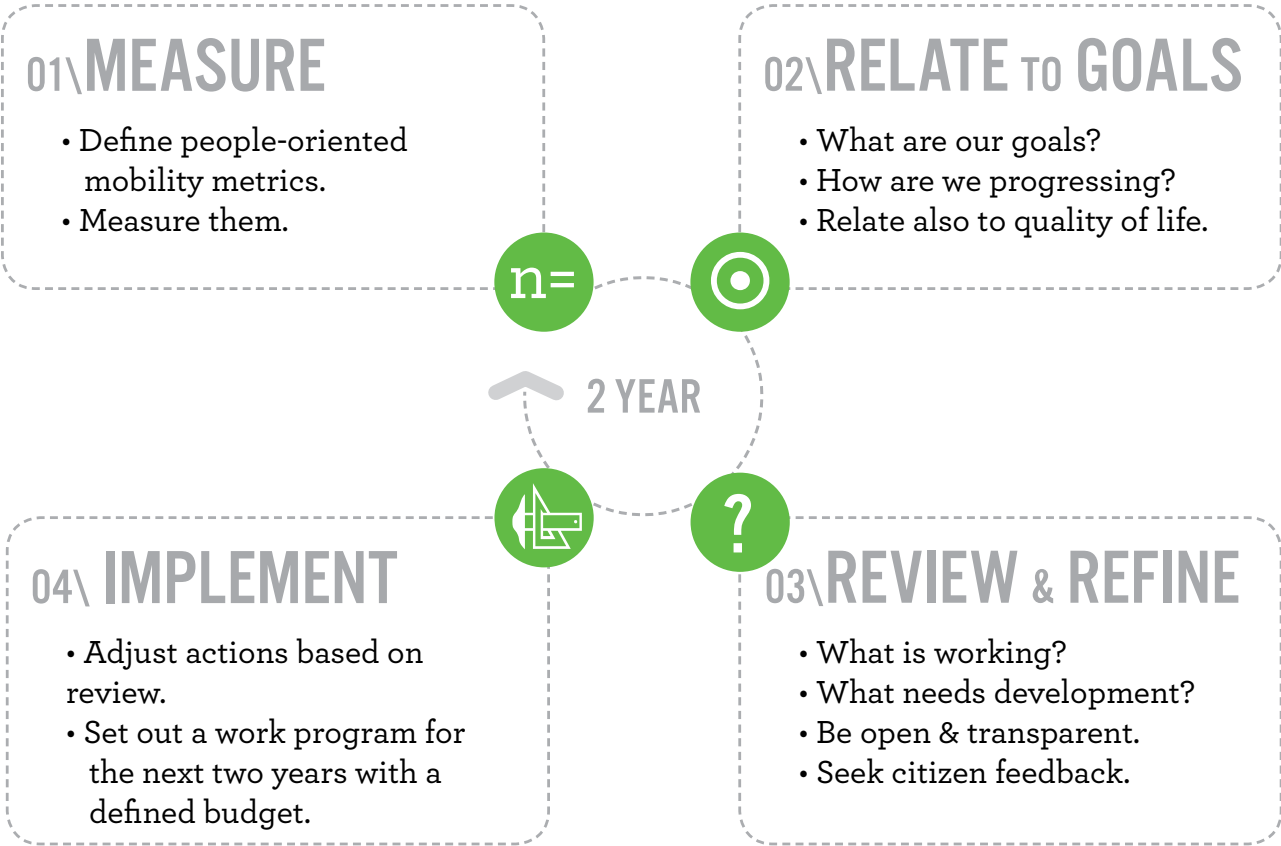 01\MEASURE
• Define people-oriented
mobility metrics.
• Measure them.
n=
02\RELATE TO GOALS
• What are our goals?
• How are we progressing?
• Relate also to quality of life.
2 YEAR
?
03\REVIEW & REFINE
• What is working?
• What needs development?
• Be open & transparent.
• Seek citizen feedback.
04\ IMPLEMENT
• Adjust actions based on
review.
• Set out a work program for
the next two years with a
defined budget.